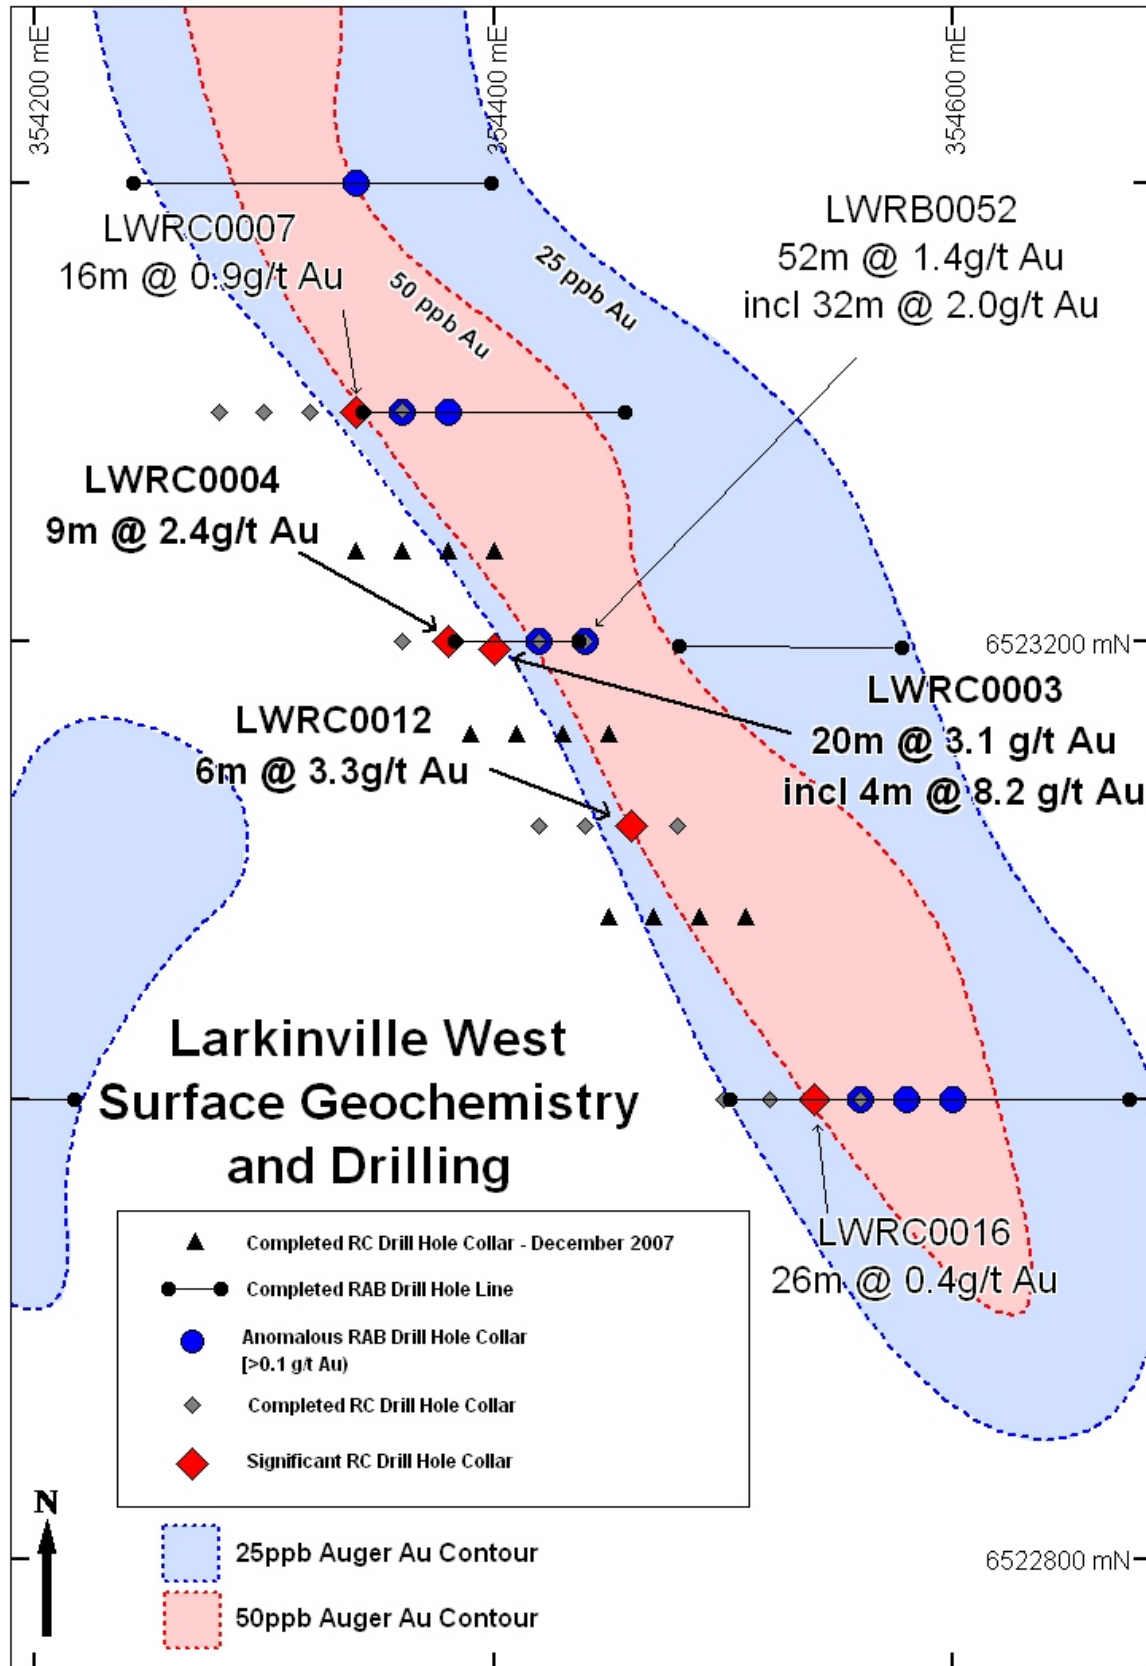 354200 mE
354400 mE
354600 mE
LWRC0007
16m @ 0.9g/t Au
LWRB0052
52m @ 1.4g/t Au
incl 32m @ 2.0g/t Au
25 ppb Au
50 ppb Au
LWRC0004
9m @ 2.4g/t Au
6523200 mN
LWRC0003
20m @ 3.1 g/t Au
incl 4m @ 8.2 g/t Au
LWRC0012
6m @ 3.3g/t Au
Larkinville West
Surface Geochemistry
and Drilling
LWRC0016
26m @ 0.4g/t Au
Completed RC Drill Hole Collar - December 2007
Completed RAB Drill Hole Line
Anomalous RAB Drill Hole Collar
[>0.1 g/t Au)
Completed RC Drill Hole Collar
Significant RC Drill Hole Collar
N
25ppb Auger Au Contour
50ppb Auger Au Contour
6522800 mN